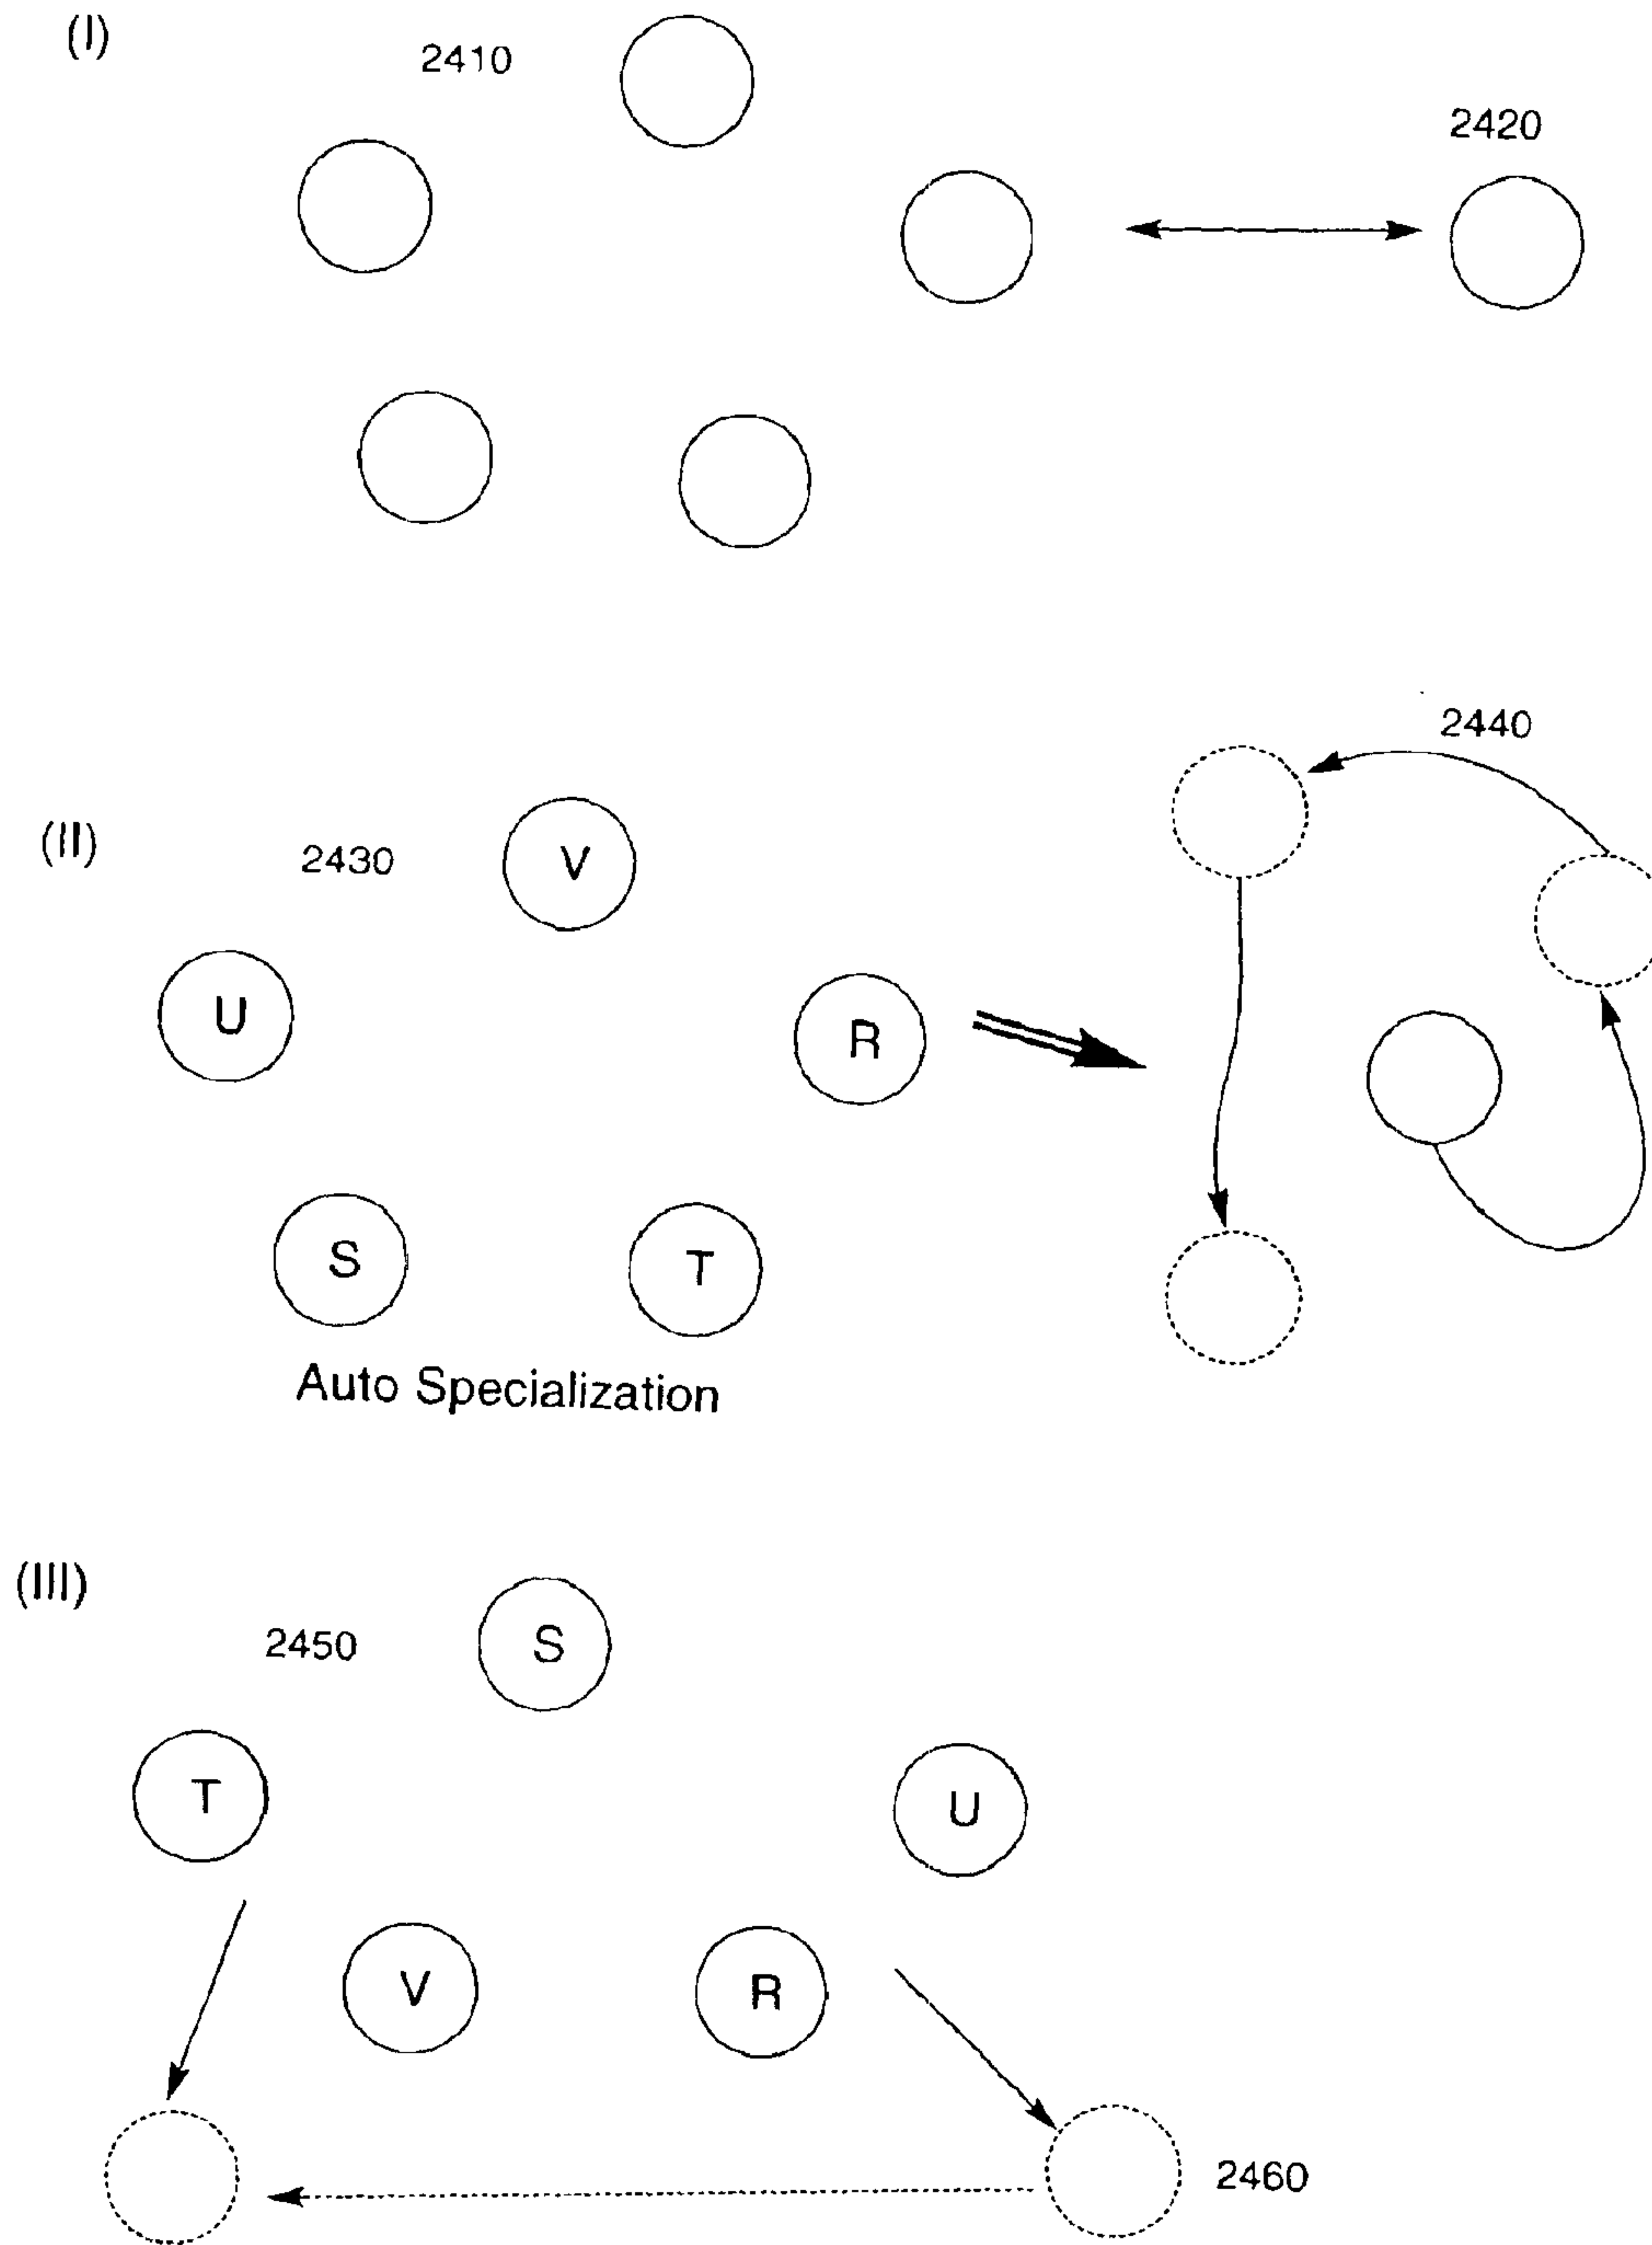 (I)
2410
2420
2440
(II)
2430
V
U
R
S
T
Auto Specialization
(III)
2450
S
T
U
V
R
2460